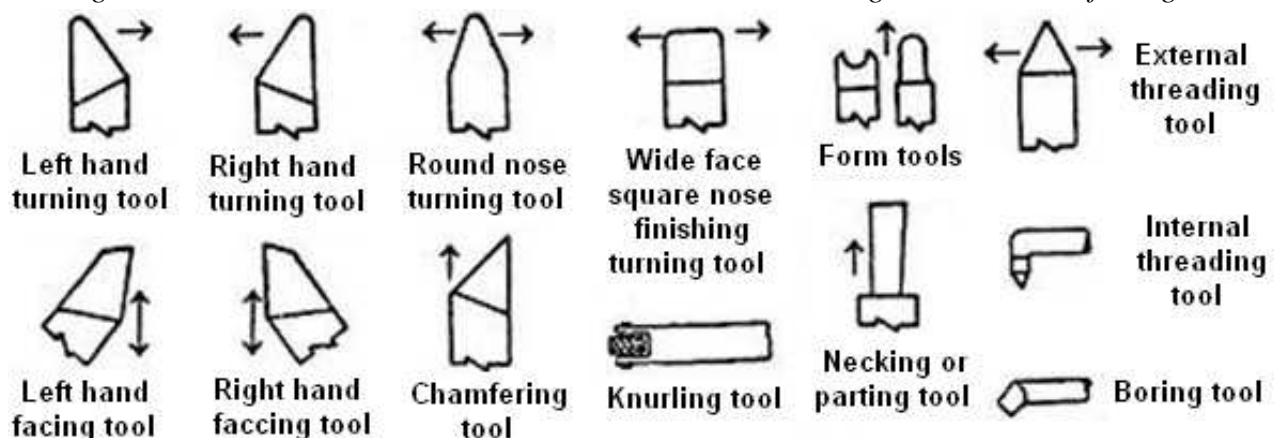 Left hand
turning tool
Right hand
turning tool
Round nose
turning tool
Wide face
square nose
finishing
turning tool
Form tools
External
threading
tool
Left hand
facing tool
Right hand
faccing tool
Chamfering
tool
Knurling tool
Necking or
parting tool
Internal
threading
tool
Boring tool